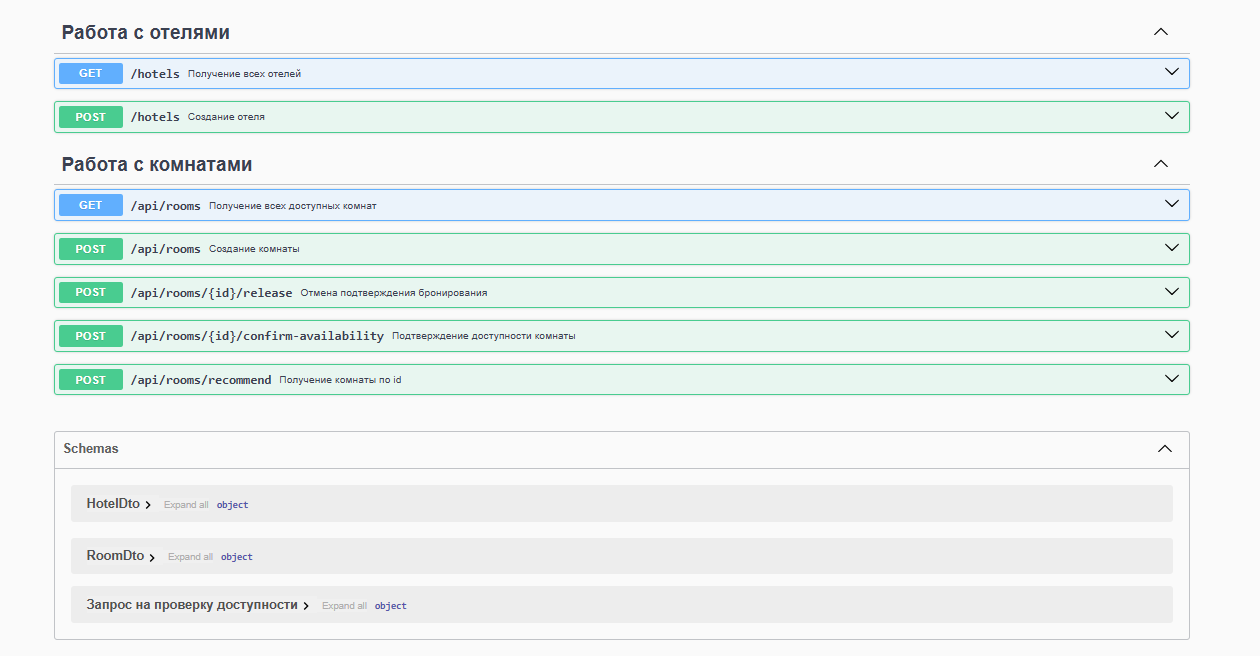 Работа с отелями
GET /hotels Получение всех отелей
POST /hotels Создание отеля
Работа с комнатами
GET /api/rooms Получение всех доступных комнат
POST /api/rooms Создание комнаты
POST /api/rooms/{id}/release Отмена подтверждения бронирования
POST /api/rooms/{id}/confirm-availability Подтверждение доступности комнаты
POST /api/rooms/recommend Получение комнаты по id
Schemas
HotelDto Expand all object
RoomDto Expand all object
Запрос на проверку доступности Expand all object